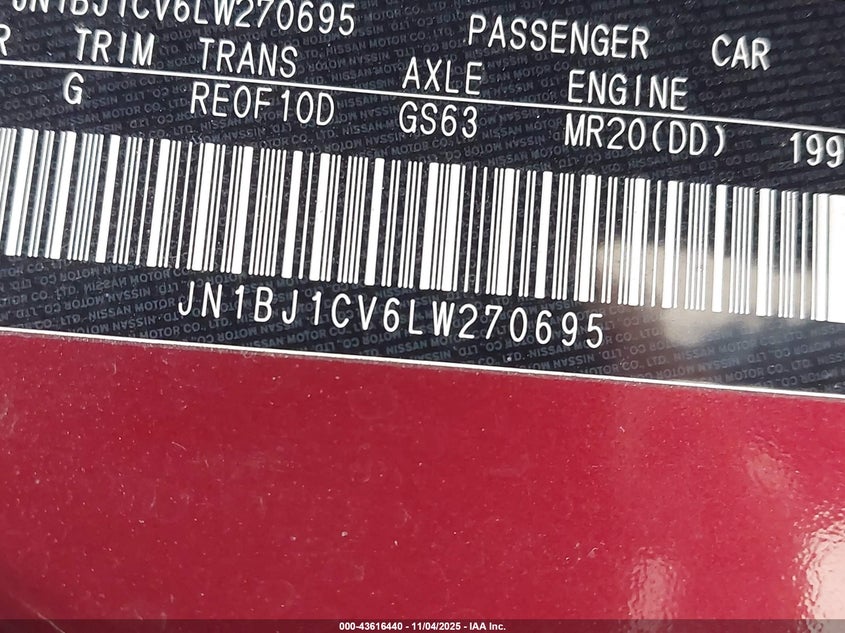 JN1BJ1CV6LW270695 PASSENGER CAR
R TRIM TRANS AXLE ENGINE
G RE0F10D GS63 MR20(DD) 199
JN1BJ1CV6LW270695
000-43616440 - 11/04/2025 - IAA Inc.